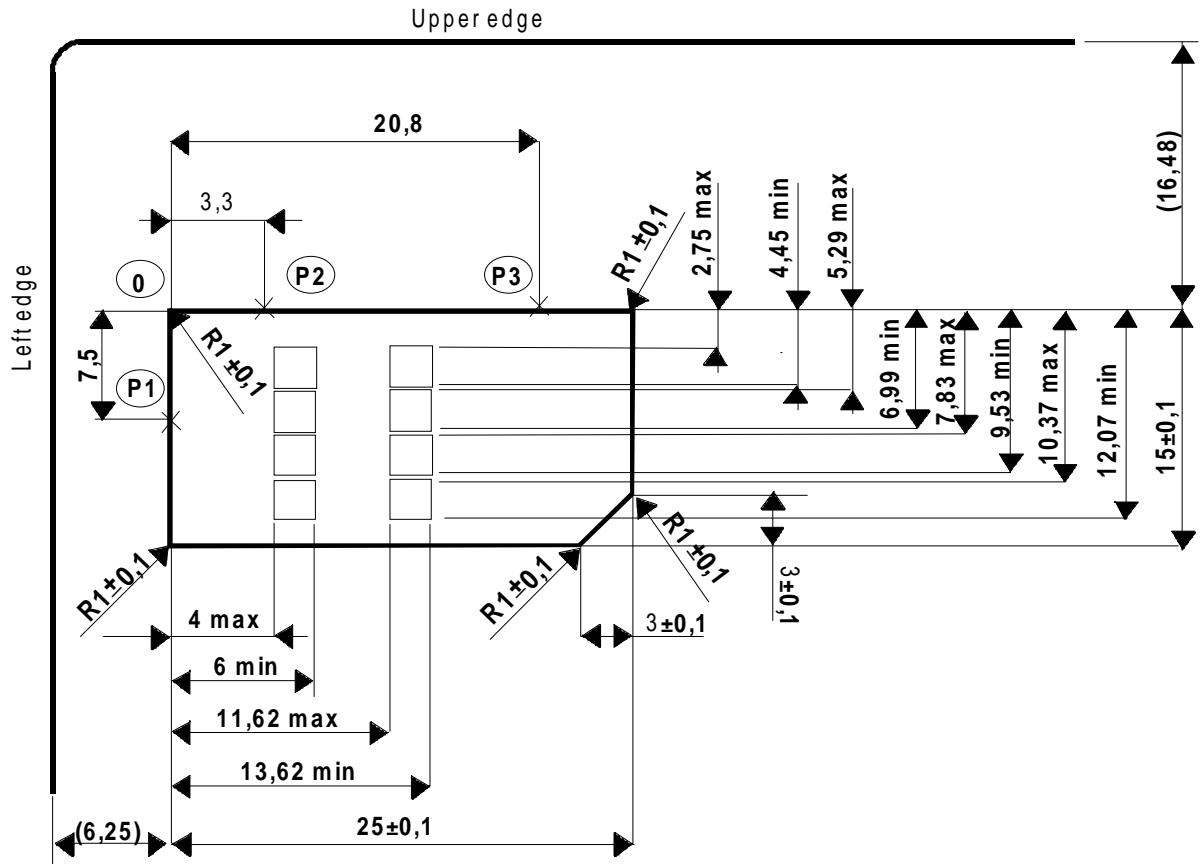 Upper edge
20,8
(16,48)
3,3
R1±0,1
2,75 max
4,45 min
5,29 max
0
P2
P3
Left edge
7,5
P1
R1±0,1
6,99 min
7,83 max
9,53 min
10,37 max
12,07 min
15±0,1
R1±0,1
R1±0,1
R1±0,1
3±0,1
4 max
3±0,1
6 min
11,62 max
13,62 min
(6,25)
25±0,1